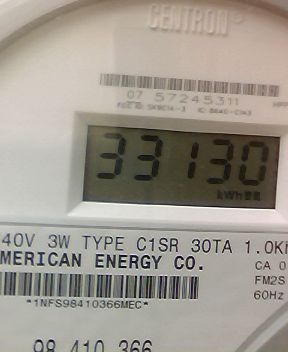 CENTRON®
07 57245311
33130
kWh
40V 3W TYPE C1SR 30TA 1.0K
MERICAN ENERGY CO.
CA 0
FM2S
60Hz
*1NFS98410366MEC*
98 410 366